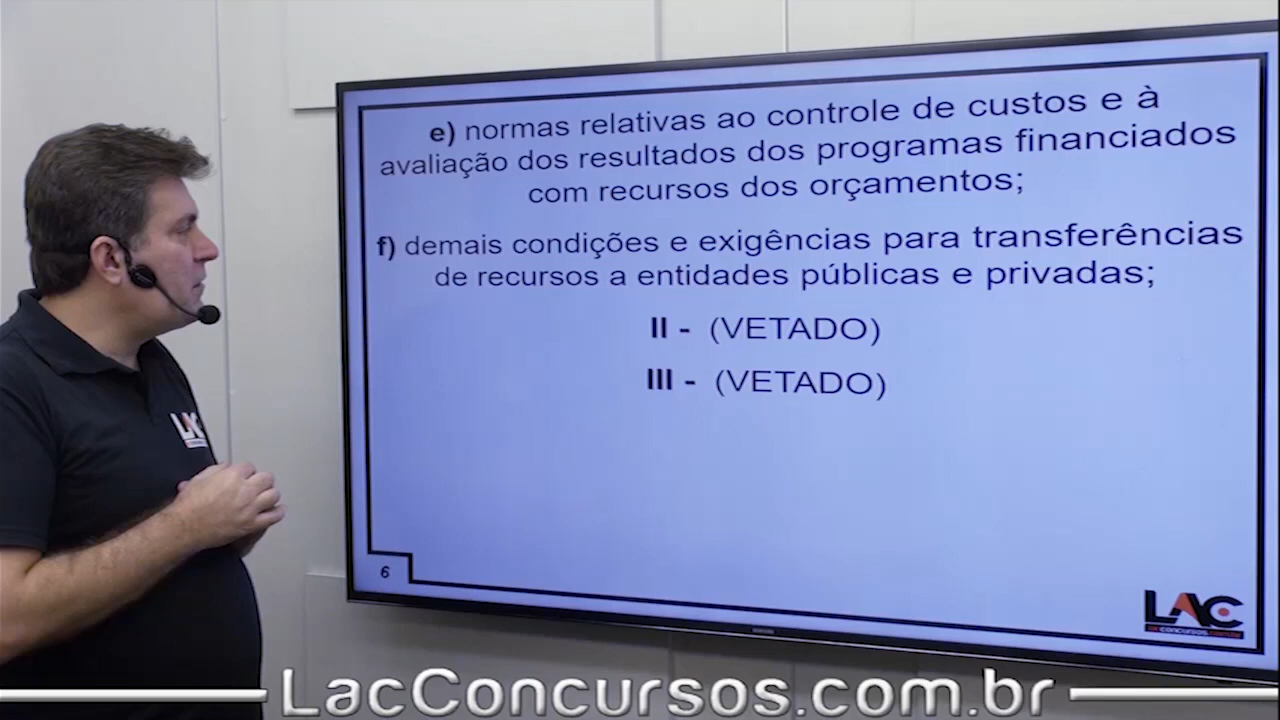 e) normas relativas ao controle de custos e à
avaliação dos resultados dos programas financiados
com recursos dos orçamentos;
f) demais condições e exigências para transferências
de recursos a entidades públicas e privadas;
II - (VETADO)
III - (VETADO)
6
LAC
LAC
LacConcursos.com.br